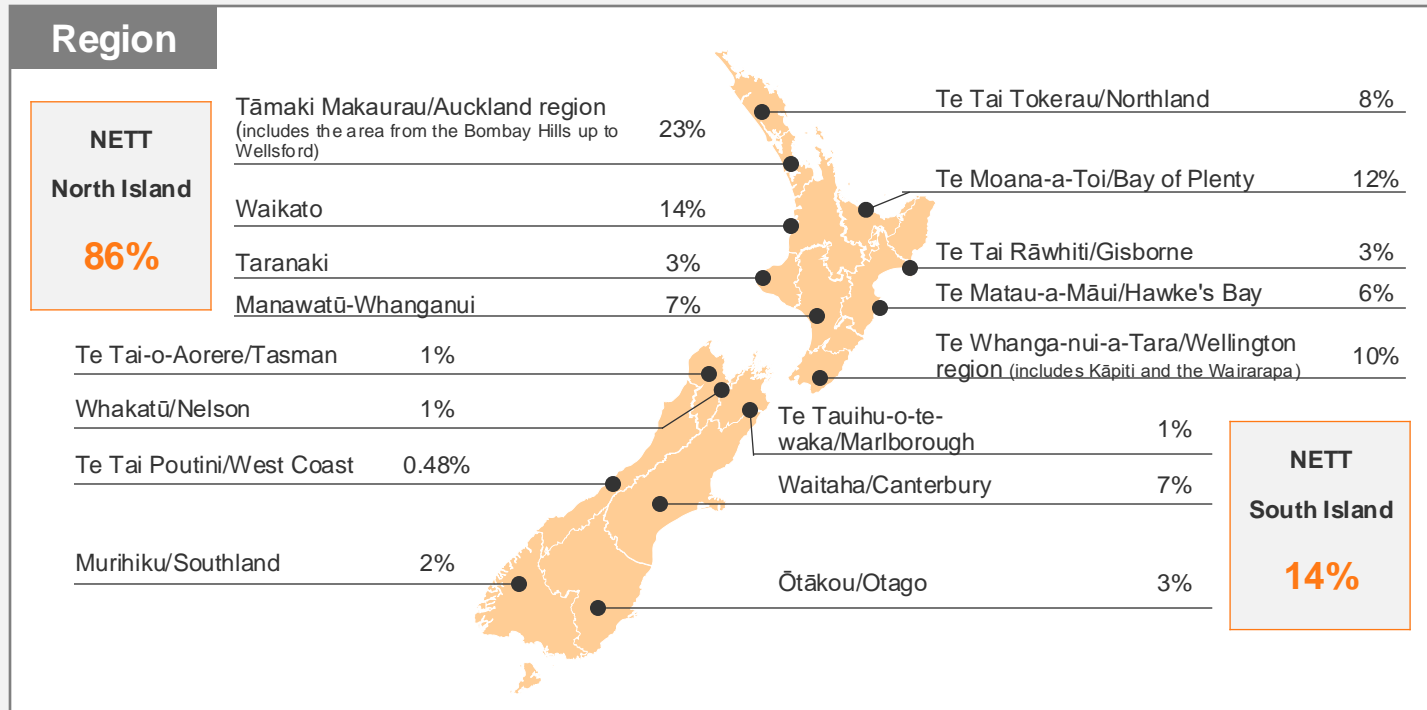 Region
NETT
North Island
86%
Tāmaki Makaurau/Auckland region
(includes the area from the Bombay Hills up to
Wellsford)
23%
Waikato 14%
Taranaki 3%
Manawatū-Whanganui 7%
Te Tai Tokerau/Northland 8%
Te Moana-a-Toi/Bay of Plenty 12%
Te Tai Rāwhiti/Gisborne 3%
Te Matau-a-Māui/Hawke's Bay 6%
Te Whanga-nui-a-Tara/Wellington
region (includes Kāpiti and the Wairarapa)
10%
Te Tai-o-Aorere/Tasman 1%
Whakatū/Nelson 1%
Te Tai Poutini/West Coast 0.48%
Murihiku/Southland 2%
Te Tauihu-o-te-
waka/Marlborough
1%
Waitaha/Canterbury 7%
Ōtākou/Otago 3%
NETT
South Island
14%